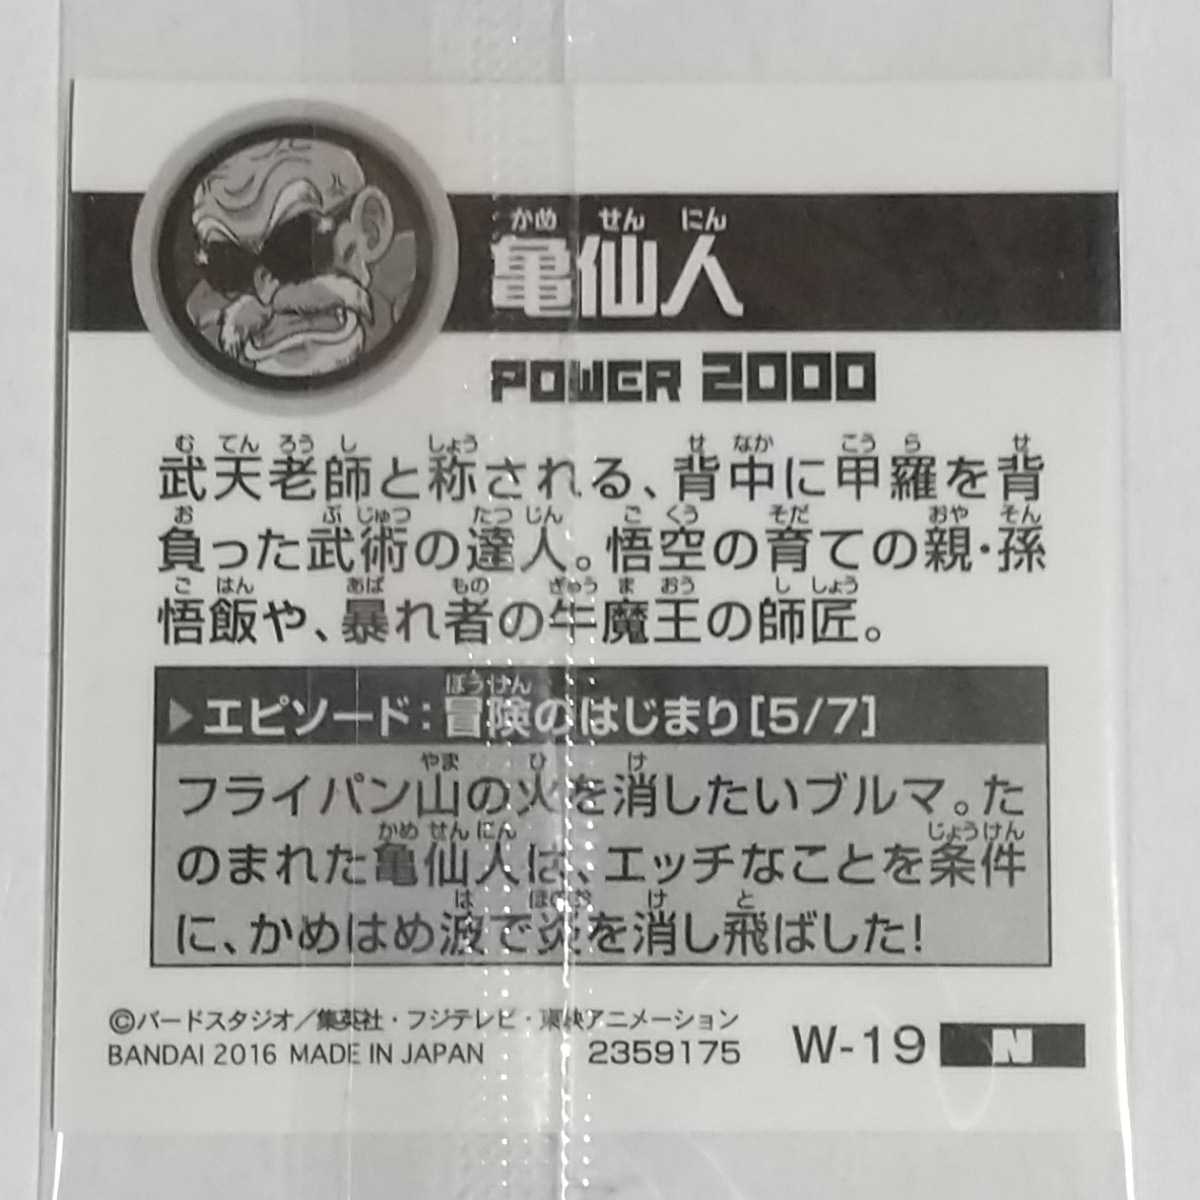 かめ せん にん
亀仙人
POWER 2000
む てん ろう し しょう せ なか こう ら せ
武天老師と称される、背中に甲羅を背
お ぶ じゅつ たつ じん ご くう そだ おや そん
負った武術の達人。悟空の育ての親・孫
ご はん あば もの ぎゅう ま おう し しょう
悟飯や、暴れ者の牛魔王の師匠。
ぼう けん
▶エピソード:冒険のはじまり[5/7]
やま ひ け
フライパン山の火を消したいブルマ。た
かめ せん にん じょう けん
のまれた亀仙人は、エッチなことを条件
は ほのお け と
に、かめはめ波で炎を消し飛ばした!
©バードスタジオ/集英社・フジテレビ・東映アニメーション
BANDAI 2016 MADE IN JAPAN 2359175 W-19 N